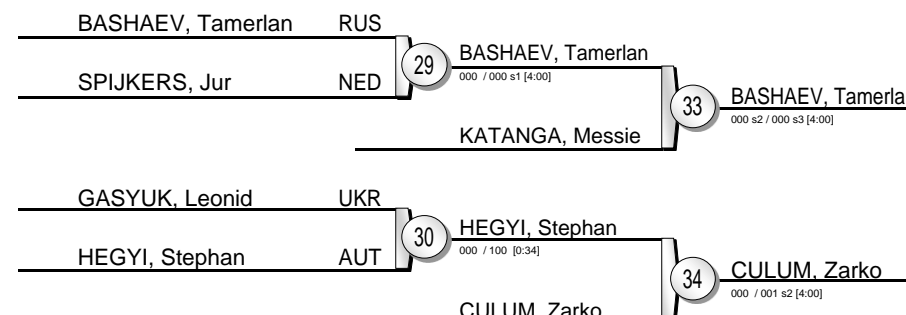 BASHAEV, Tamerlan RUS
29
BASHAEV, Tamerlan
000 / 000 s1 [4:00]
SPIJKERS, Jur NED
33
BASHAEV, Tamerla
000 s2 / 000 s3 [4:00]
KATANGA, Messie
GASYUK, Leonid UKR
30
HEGYI, Stephan
000 / 100 [0:34]
HEGYI, Stephan AUT
34
CULUM, Zarko
000 / 001 s2 [4:00]
CULUM, Zarko